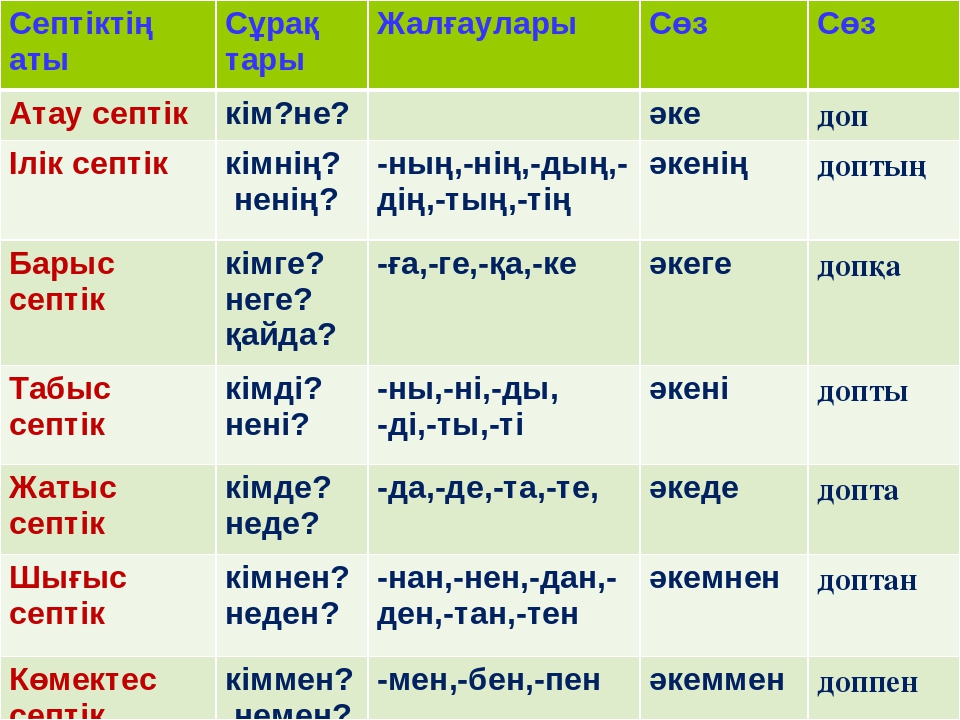 Септіктің аты Сұрақ тары Жалғаулары Сөз Сөз
Атау септік кім?не? әке доп
Ілік септік кімнің? ненің? -ның,-нің,-дың,-дің,-тың,-тің әкенің доптың
Барыс септік кімге? неге? қайда? -ға,-ге,-қа,-ке әкеге допқа
Табыс септік кімді? нені? -ны,-ні,-ды, -ді,-ты,-ті әкені допты
Жатыс септік кімде? неде? -да,-де,-та,-те, әкеде допта
Шығыс септік кімнен? неден? -нан,-нен,-дан,-ден,-тан,-тен әкемнен доптан
Көмектес септік кіммен? немен? -мен,-бен,-пен әкеммен доппен